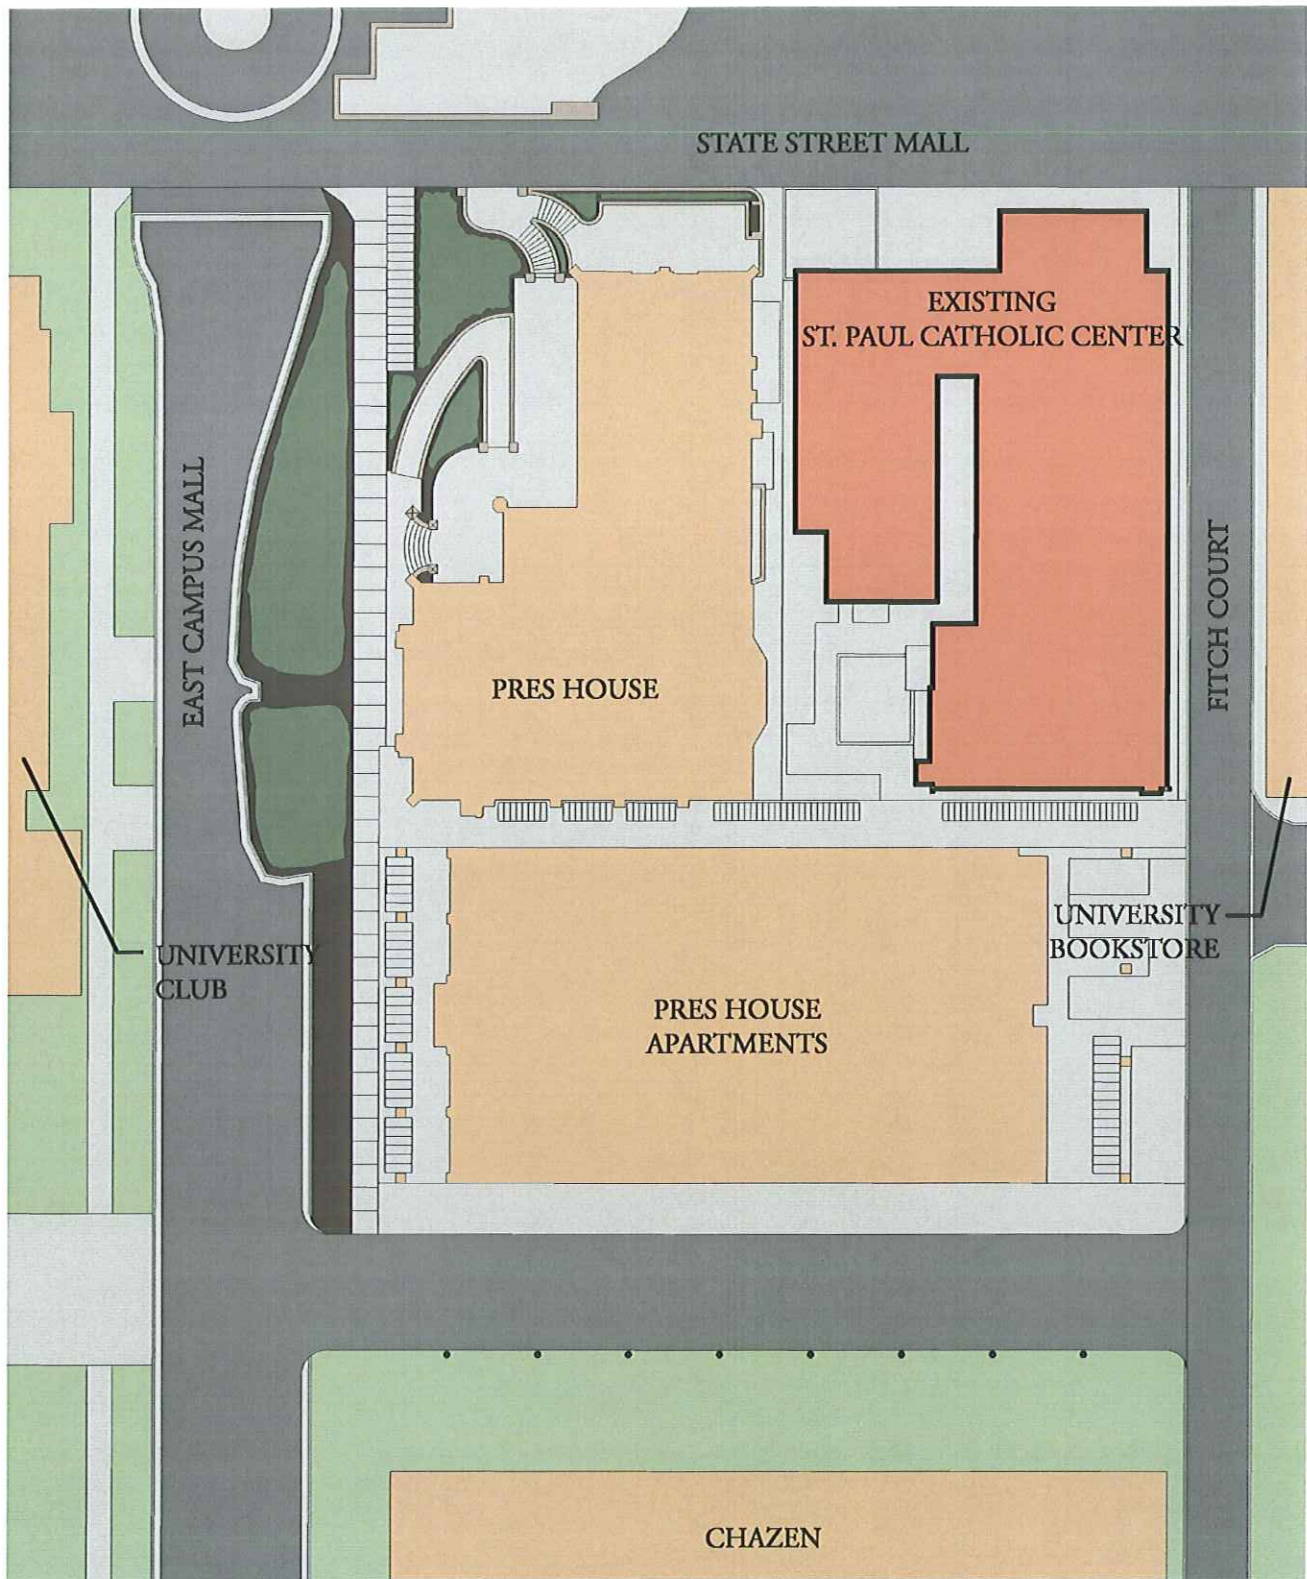 STATE STREET MALL
EXISTING
ST. PAUL CATHOLIC CENTER
EAST CAMPUS MALL
FITCH COURT
PRES HOUSE
UNIVERSITY
BOOKSTORE
UNIVERSITY
CLUB
PRES HOUSE
APARTMENTS
CHAZEN